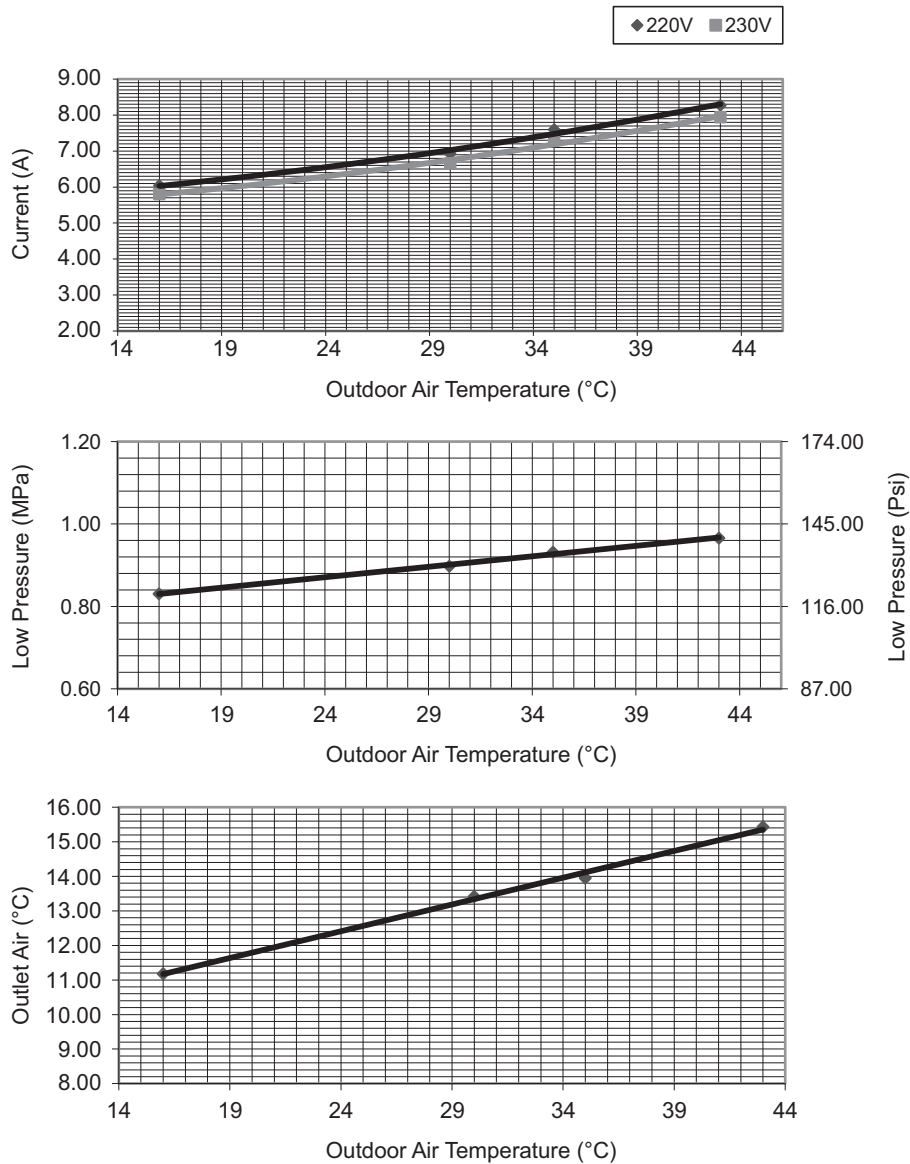 220V 230V
9.00
8.00
7.00
6.00
5.00
4.00
3.00
2.00
Current (A)
14 19 24 29 34 39 44
Outdoor Air Temperature (°C)
1.20
1.00
0.80
0.60
Low Pressure (MPa)
174.00
145.00
116.00
87.00
Low Pressure (Psi)
14 19 24 29 34 39 44
Outdoor Air Temperature (°C)
16.00
15.00
14.00
13.00
12.00
11.00
10.00
9.00
8.00
Outlet Air (°C)
14 19 29 34 39 44
Outdoor Air Temperature (°C)